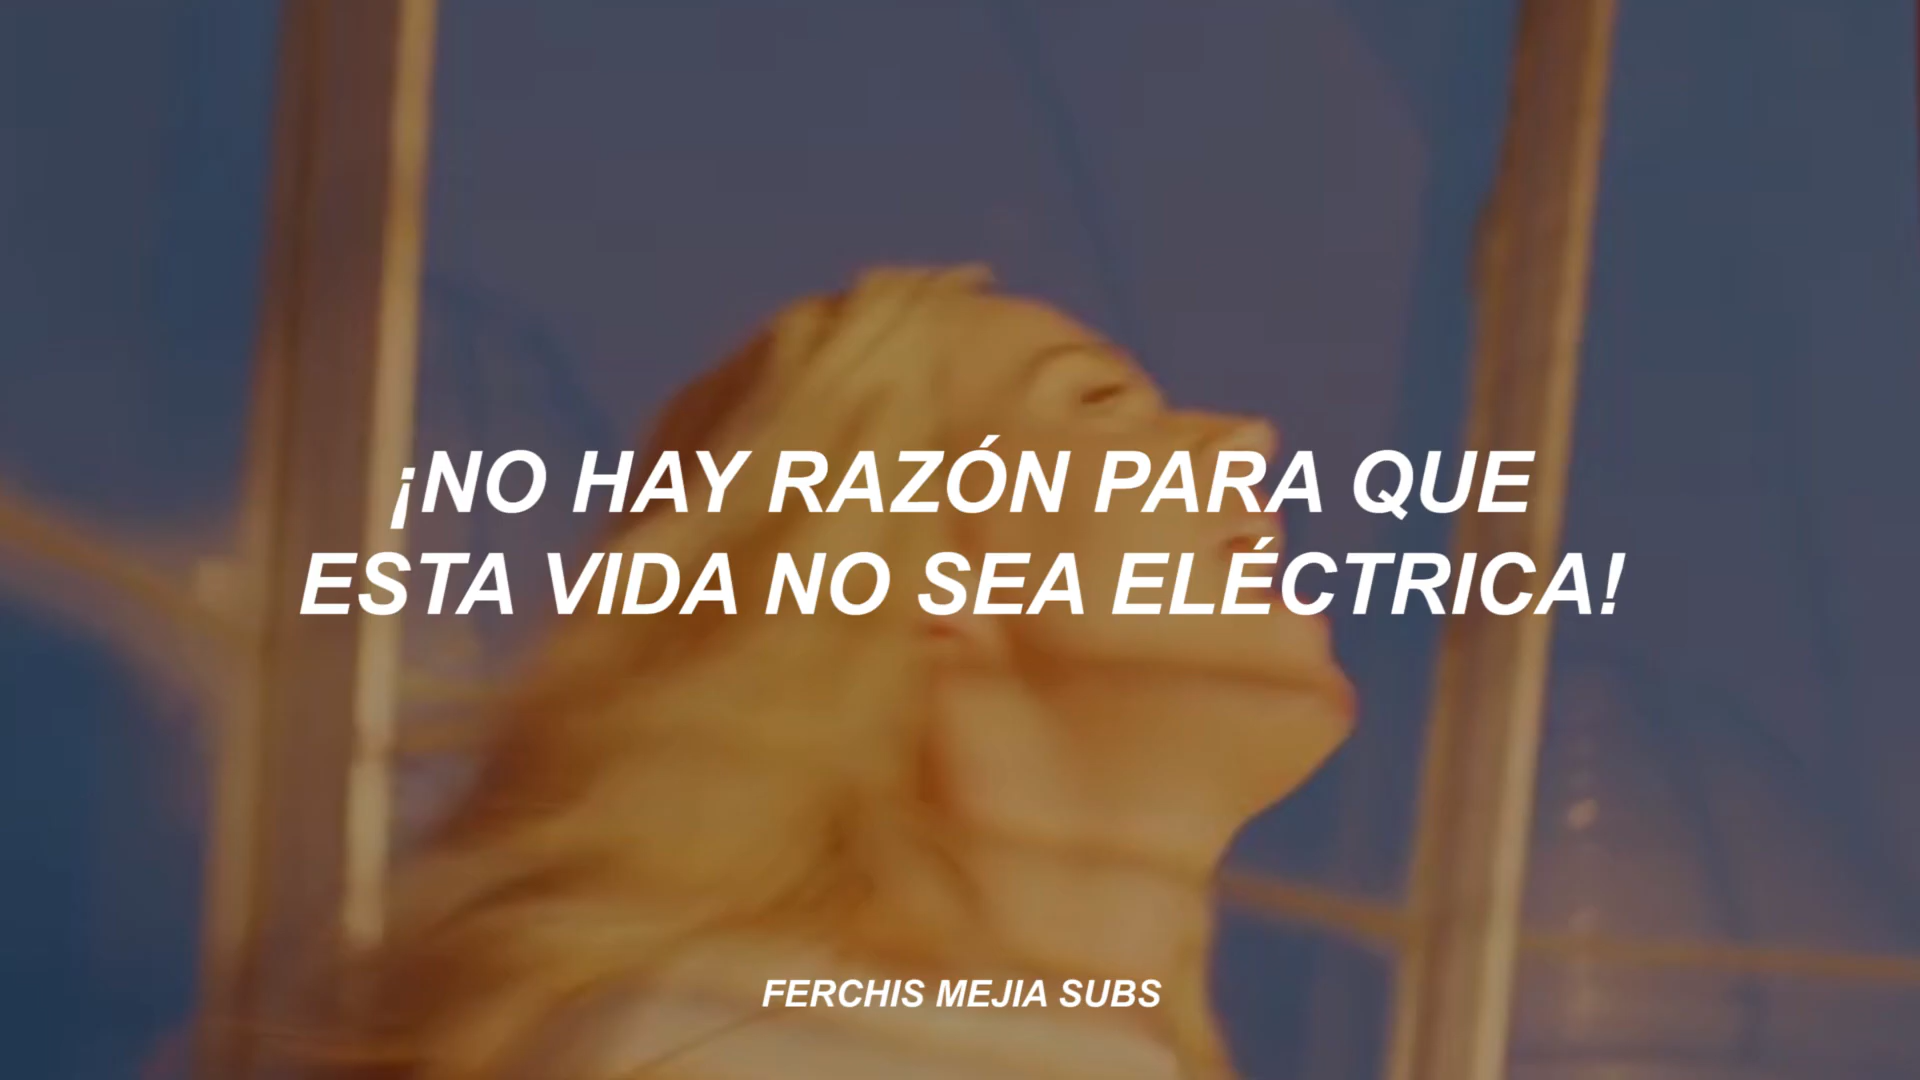 ¡NO HAY RAZÓN PARA QUE
ESTA VIDA NO SEA ELÉCTRICA!
FERCHIS MEJIA SUBS